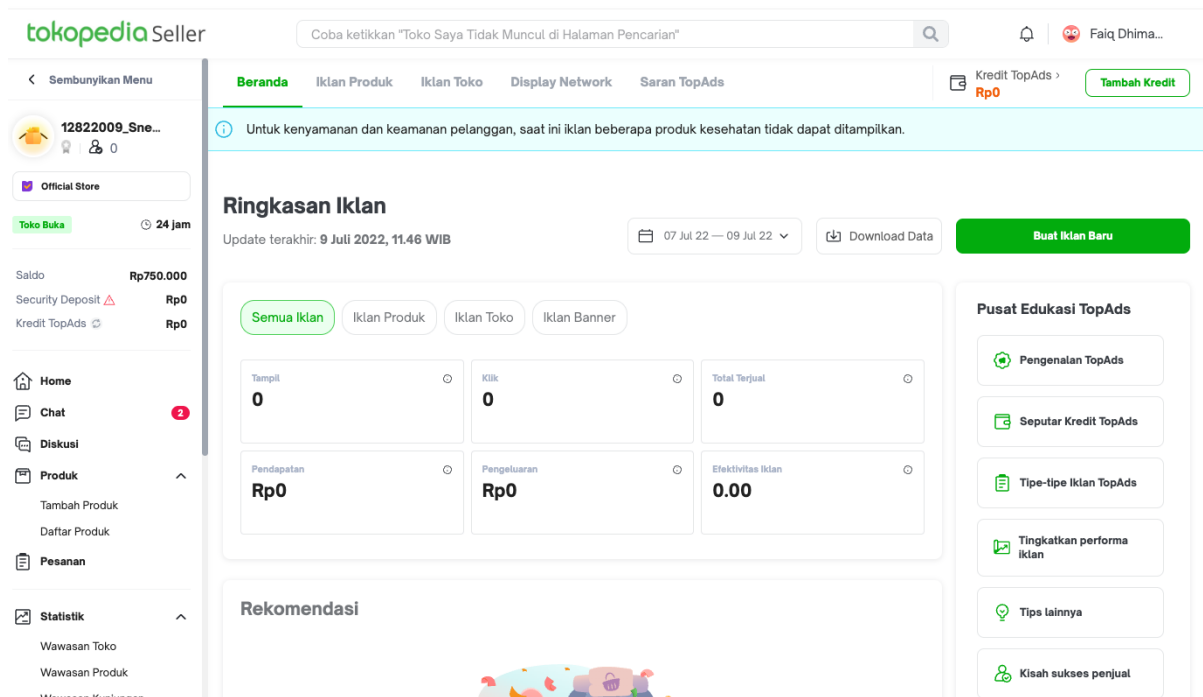 tokopedia Seller
Coba ketikkan "Toko Saya Tidak Muncul di Halaman Pencarian"
Faiq Dhima...
Sembunyikan Menu
12822009_Sne...
0
Official Store
Toko Buka
24 jam
Saldo Rp750.000
Security Deposit Rp0
Kredit TopAds Rp0
Home
Chat 2
Diskusi
Produk
Tambah Produk
Daftar Produk
Pesanan
Statistik
Wawasan Toko
Wawasan Produk
Wawasan Kunjungan
Beranda Iklan Produk Iklan Toko Display Network Saran TopAds
Kredit TopAds
Rp0
Tambah Kredit
Untuk kenyamanan dan keamanan pelanggan, saat ini iklan beberapa produk kesehatan tidak dapat ditampilkan.
Ringkasan Iklan
Update terakhir: 9 Juli 2022, 11.46 WIB
07 Jul 22 — 09 Jul 22
Download Data
Buat Iklan Baru
Semua Iklan Iklan Produk Iklan Toko Iklan Banner
Tampil
0
Klik
0
Total Terjual
0
Pendapatan
Rp0
Pengeluaran
Rp0
Efektivitas Iklan
0.00
Rekomendasi
Pusat Edukasi TopAds
Pengenalan TopAds
Seputar Kredit TopAds
Tipe-tipe Iklan TopAds
Tingkatkan performa
iklan
Tips lainnya
Kisah sukses penjual